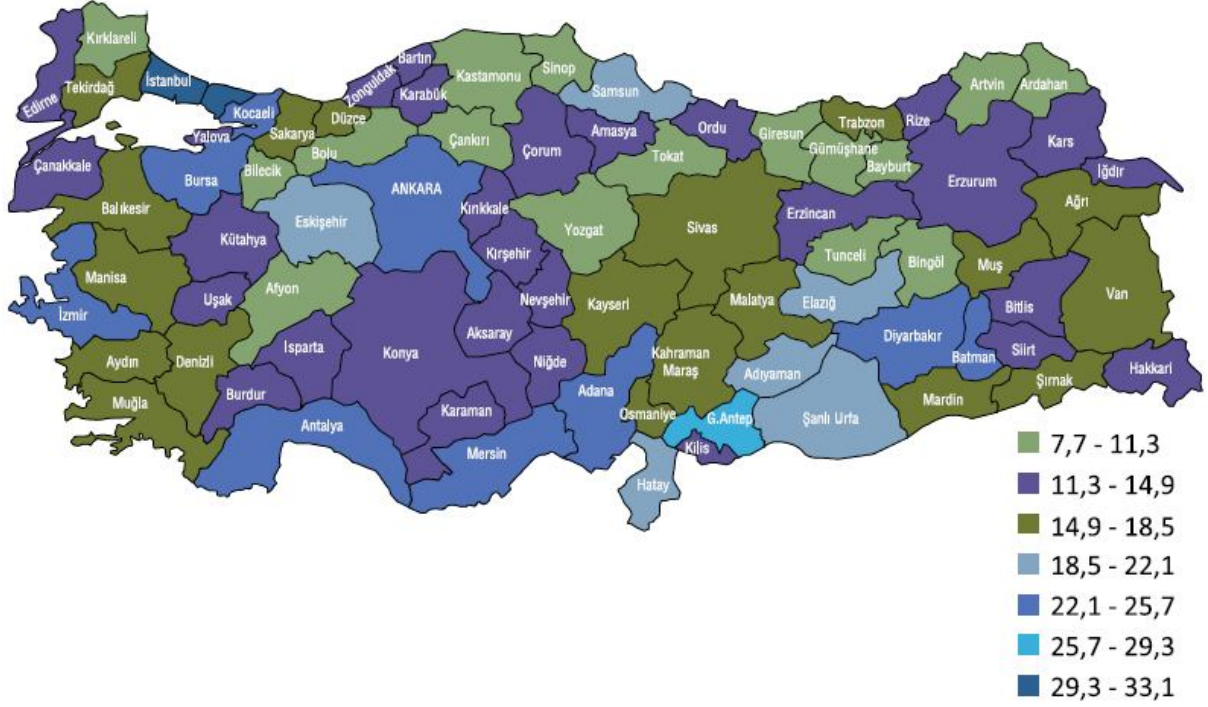 Kırklareli
Edirne
Tekirdağ
İstanbul
Kocaeli
Yalova
Sakarya
Düzce
Zonguldak
Bartın
Karabük
Kastamonu
Sinop
Samsun
Çankırı
Bolu
Bilecik
Bursa
Çanakkale
Balıkesir
Kütahya
Eskişehir
ANKARA
Kırıkkale
Çorum
Amasya
Ordu
Tokat
Giresun
Gümüşhane
Trabzon
Bayburt
Rize
Artvin
Ardahan
Kars
Iğdır
Erzurum
Ağrı
Erzincan
Sivas
Yozgat
Kırşehir
Nevşehir
Kayseri
Malatya
Tunceli
Bingöl
Elazığ
Muş
Bitlis
Van
Manisa
İzmir
Uşak
Afyon
Aydın
Denizli
Muğla
Burdur
Isparta
Konya
Aksaray
Niğde
Karaman
Antalya
Mersin
Adana
Kahraman
Maraş
Osmaniye
G.Antep
Kilis
Hatay
Adıyaman
Şanlı Urfa
Diyarbakır
Batman
Siirt
Mardin
Şırnak
Hakkari
7,7 - 11,3
11,3 - 14,9
14,9 - 18,5
18,5 - 22,1
22,1 - 25,7
25,7 - 29,3
29,3 - 33,1